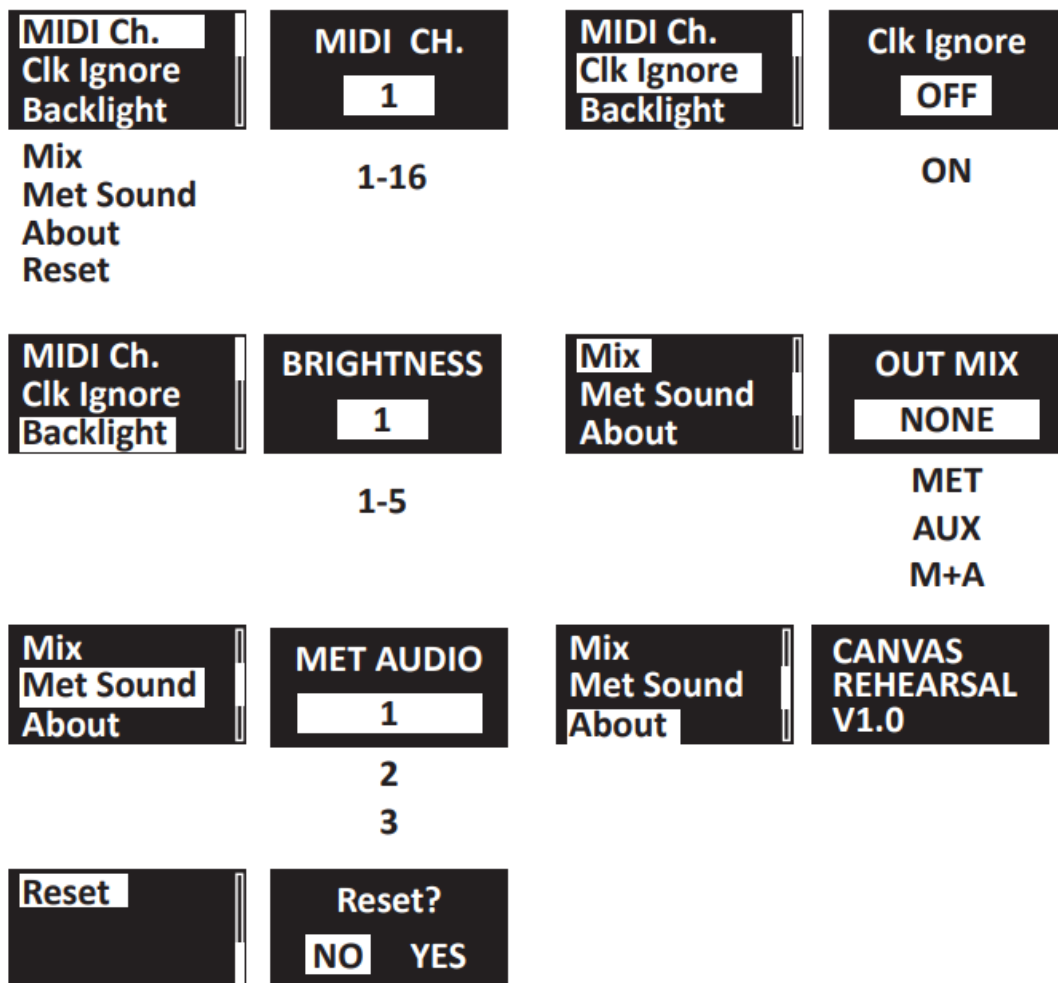 MIDI Ch.
Clk Ignore
Backlight
Mix
Met Sound
About
Reset
MIDI CH.
1
1-16
MIDI Ch.
Clk Ignore
Backlight
Clk Ignore
OFF
ON
MIDI Ch.
Clk Ignore
Backlight
BRIGHTNESS
1
1-5
Mix
Met Sound
About
OUT MIX
NONE
MET
AUX
M+A
Mix
Met Sound
About
MET AUDIO
1
2
3
Mix
Met Sound
About
CANVAS
REHEARSAL
V1.0
Reset
Reset?
NO YES